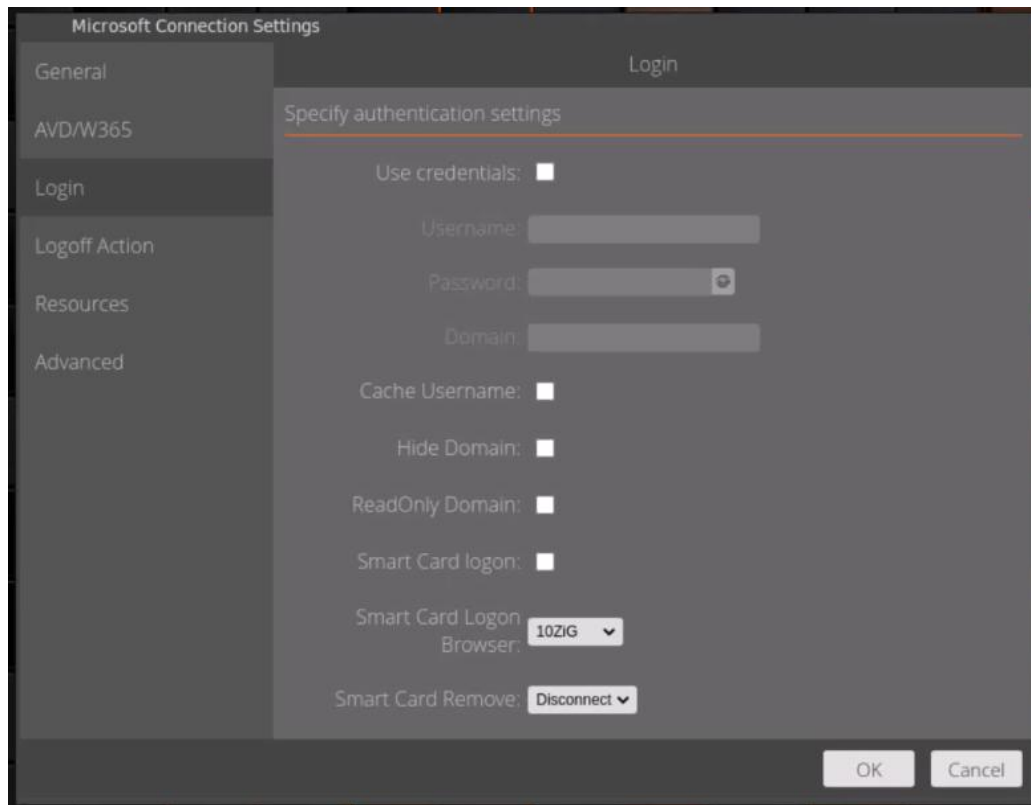 Microsoft Connection Settings
General
AVD/W365
Login
Logoff Action
Resources
Advanced
Login
Specify authentication settings
Use credentials:
Username:
Password:
Domain:
Cache Username:
Hide Domain:
ReadOnly Domain:
Smart Card logon:
Smart Card Logon
Browser:
10ZiG
Smart Card Remove:
Disconnect
OK
Cancel